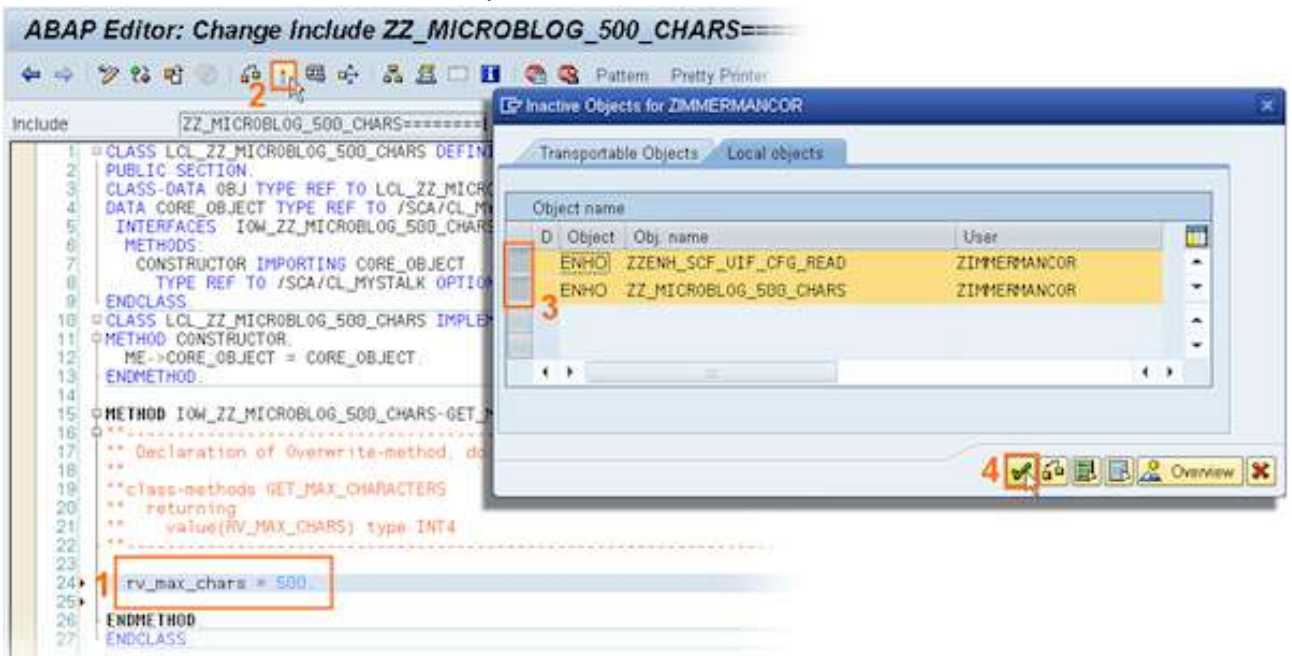 ABAP Editor: Change Include ZZ_MICROBLOG_500_CHARS====
2
Pattern Pretty Printer
Include ZZ_MICROBLOG_500_CHARS========
1 CLASS LCL_ZZ_MICROBLOG_500_CHARS DEFIN
2 PUBLIC SECTION.
3 CLASS-DATA OBJ TYPE REF TO LCL_ZZ_MICRO
4 DATA CORE_OBJECT TYPE REF TO /SCA/CL_M
5 INTERFACES IOW_ZZ_MICROBLOG_500_CHARS
6 METHODS:
7 CONSTRUCTOR IMPORTING CORE_OBJECT
8 TYPE REF TO /SCA/CL_MYSTALK OPTIO
9 ENDCLASS.
10 CLASS LCL_ZZ_MICROBLOG_500_CHARS IMPLEM
11 METHOD CONSTRUCTOR.
12 ME->CORE_OBJECT = CORE_OBJECT.
13 ENDMETHOD.
14
15 METHOD IOW_ZZ_MICROBLOG_500_CHARS~GET_M
16 **
17 ** Declaration of Overwrite-method, do
18 **
19 **class-methods GET_MAX_CHARACTERS
20 ** returning
21 ** value(RV_MAX_CHARS) type INT4
22 **
23
24 1 rv_max_chars = 500.
25
26 ENDMETHOD.
27 ENDCLASS.
Inactive Objects for ZIMMERMANCOR
Transportable Objects Local objects
Object name
D Object Obj. name User
ENHO ZZENH_SCF_UIF_CFG_READ ZIMMERMANCOR
ENHO ZZ_MICROBLOG_500_CHARS ZIMMERMANCOR
3
4 Overview